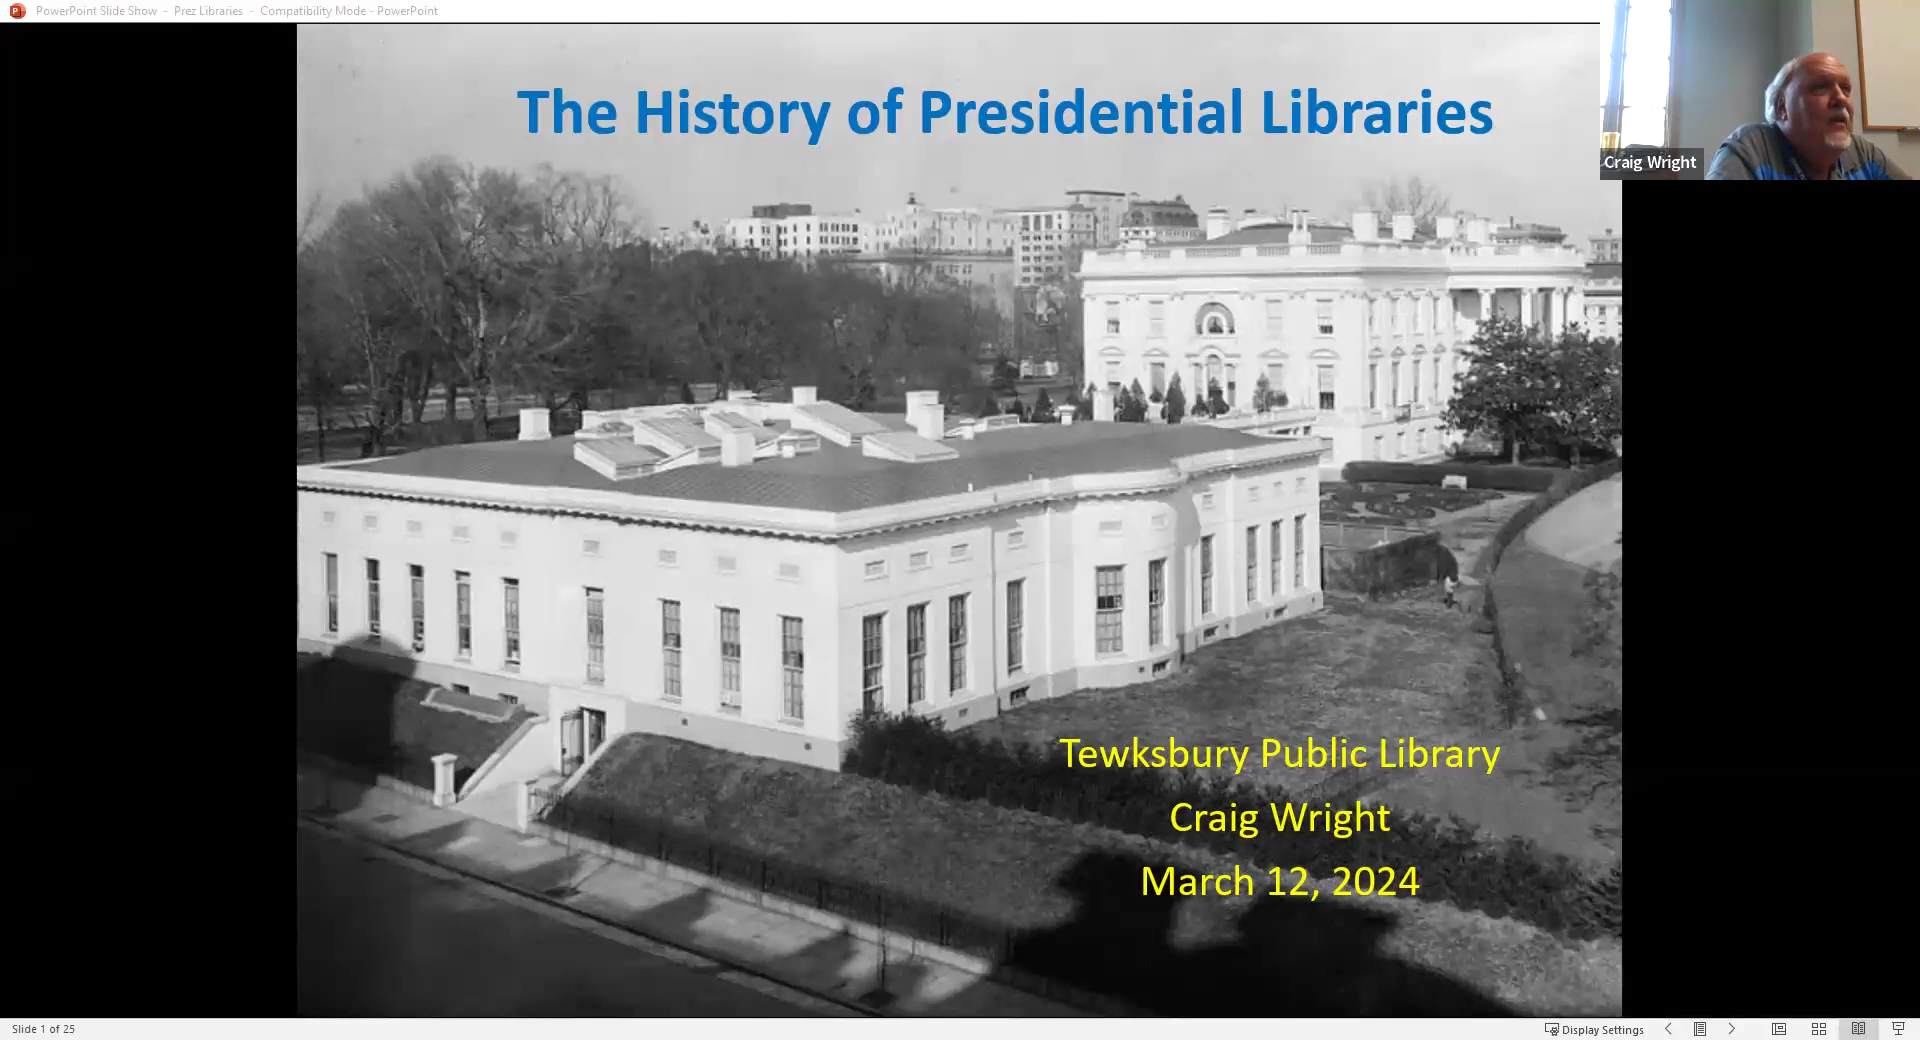 PowerPoint Slide Show - Prez Libraries - Compatibility Mode - PowerPoint
The History of Presidential Libraries
Craig Wright
Tewksbury Public Library
Craig Wright
March 12, 2024
Slide 1 of 25
Display Settings